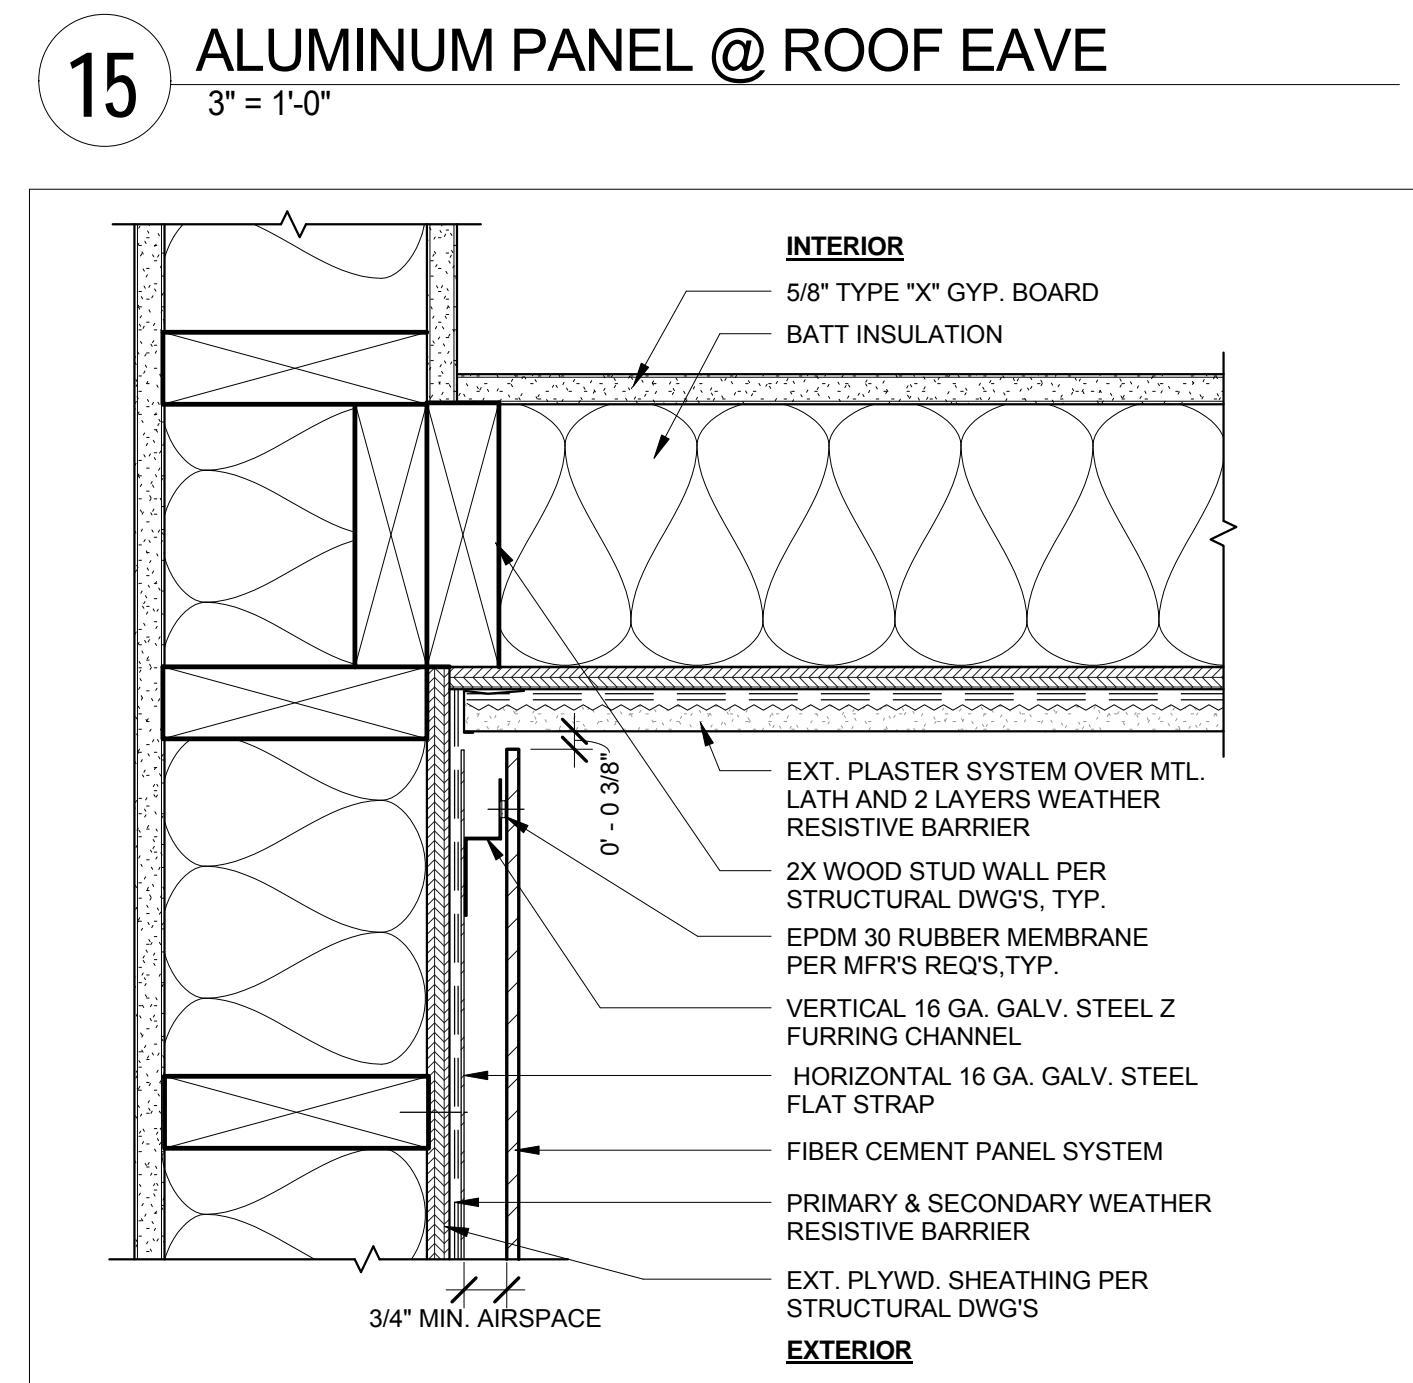 15
ALUMINUM PANEL @ ROOF EAVE
3" = 1'-0"
INTERIOR
5/8" TYPE "X" GYP. BOARD
BATT INSULATION
0' - 0 3/8"
EXT. PLASTER SYSTEM OVER MTL.
LATH AND 2 LAYERS WEATHER
RESISTIVE BARRIER
2X WOOD STUD WALL PER
STRUCTURAL DWG'S, TYP.
EPDM 30 RUBBER MEMBRANE
PER MFR'S REQ'S,TYP.
VERTICAL 16 GA. GALV. STEEL Z
FURRING CHANNEL
HORIZONTAL 16 GA. GALV. STEEL
FLAT STRAP
FIBER CEMENT PANEL SYSTEM
PRIMARY & SECONDARY WEATHER
RESISTIVE BARRIER
EXT. PLYWD. SHEATHING PER
STRUCTURAL DWG'S
3/4" MIN. AIRSPACE
EXTERIOR